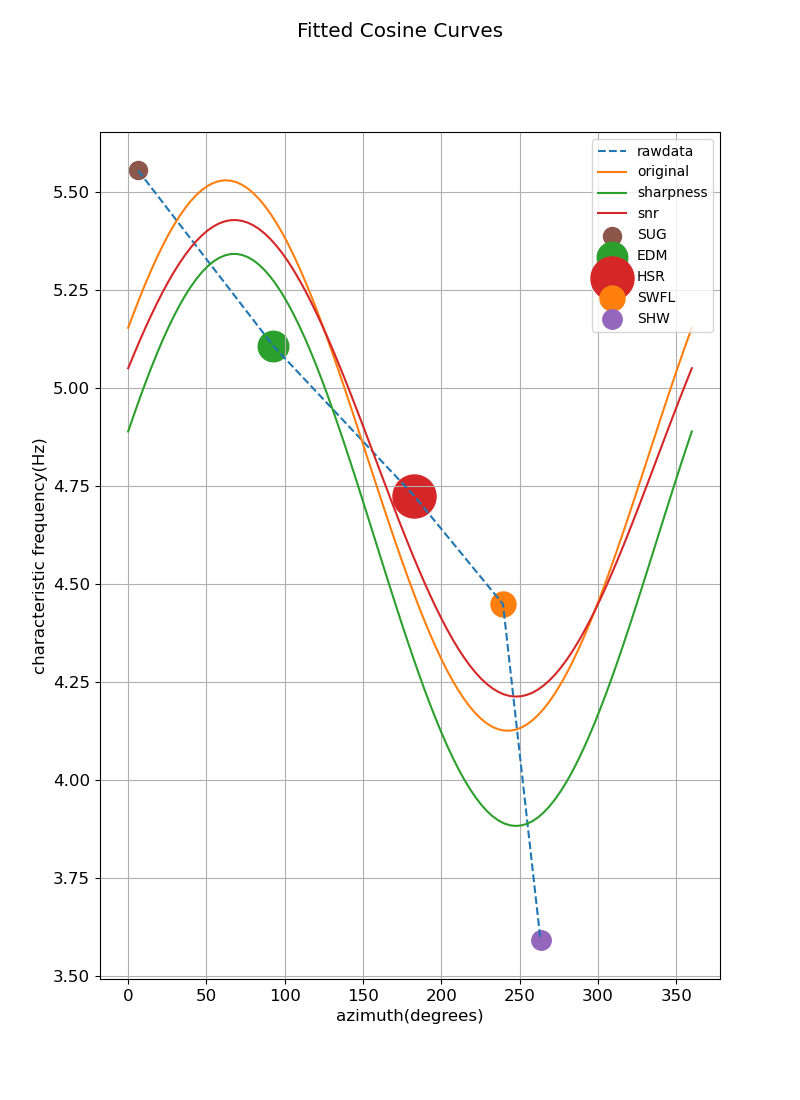 Fitted Cosine Curves
rawdata
original
sharpness
snr
SUG
EDM
HSR
SWFL
SHW
characteristic frequency(Hz)
5.50
5.25
5.00
4.75
4.50
4.25
4.00
3.75
3.50
0 50 100 150 200 250 300 350
azimuth(degrees)